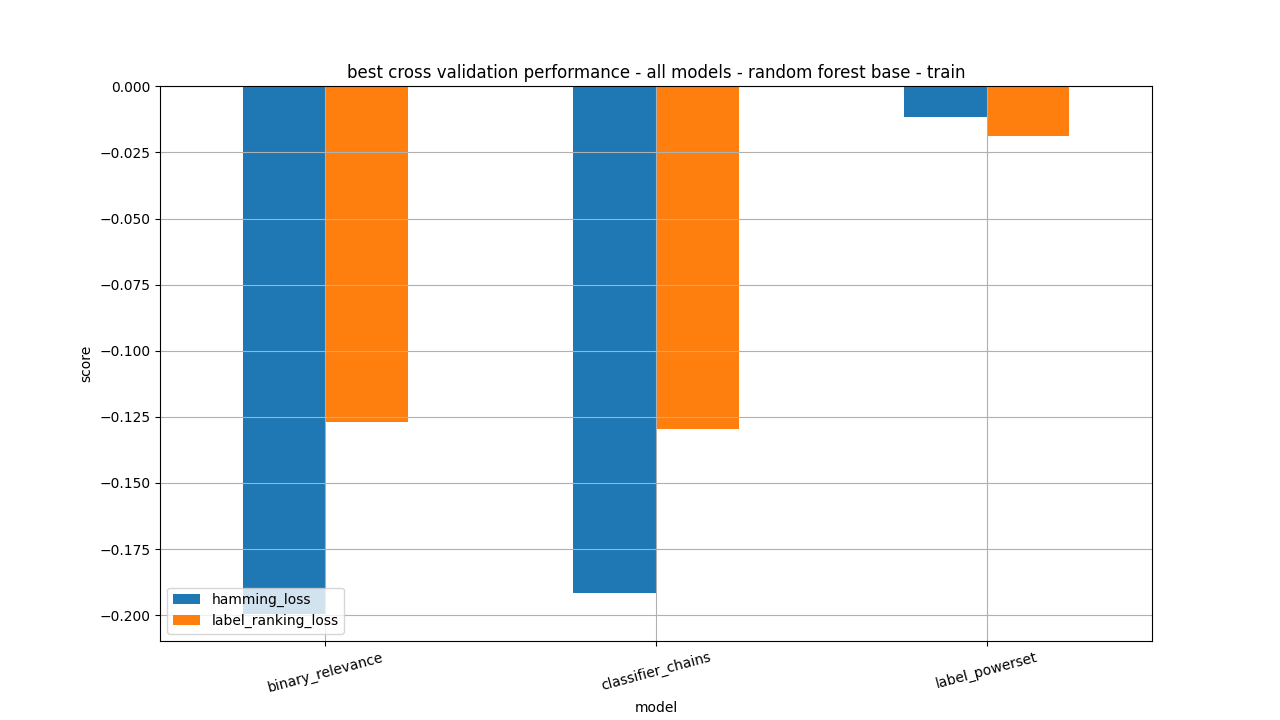 best cross validation performance - all models - random forest base - train
0.000
−0.025
−0.050
−0.075
−0.100
−0.125
−0.150
−0.175
−0.200
score
hamming_loss
label_ranking_loss
binary_relevance
classifier_chains
label_powerset
model